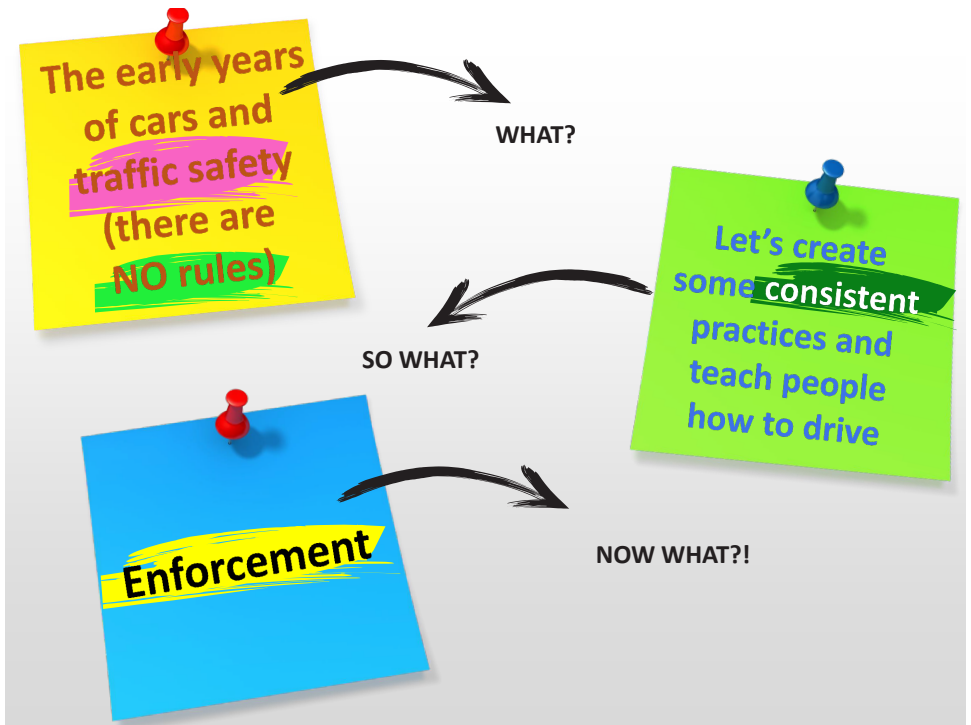 The early years
of cars and
traffic safety
(there are
NO rules)
WHAT?
Let's create
some consistent
practices and
teach people
how to drive
SO WHAT?
Enforcement
NOW WHAT?!